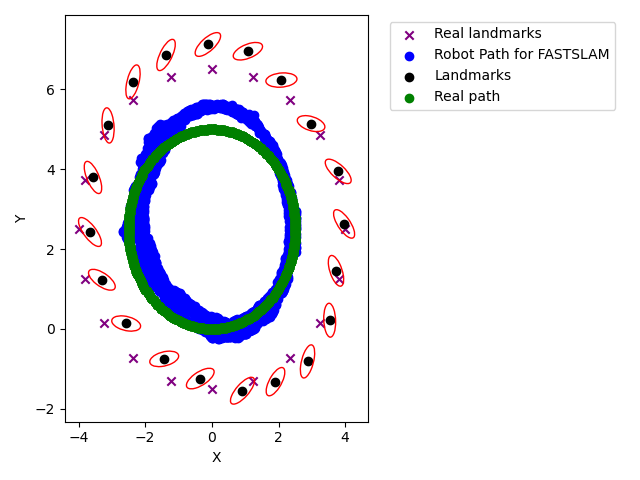 Real landmarks
Robot Path for FASTSLAM
Landmarks
Real path
6
4
2
0
−2
Y
−4 −2 0 2 4
X